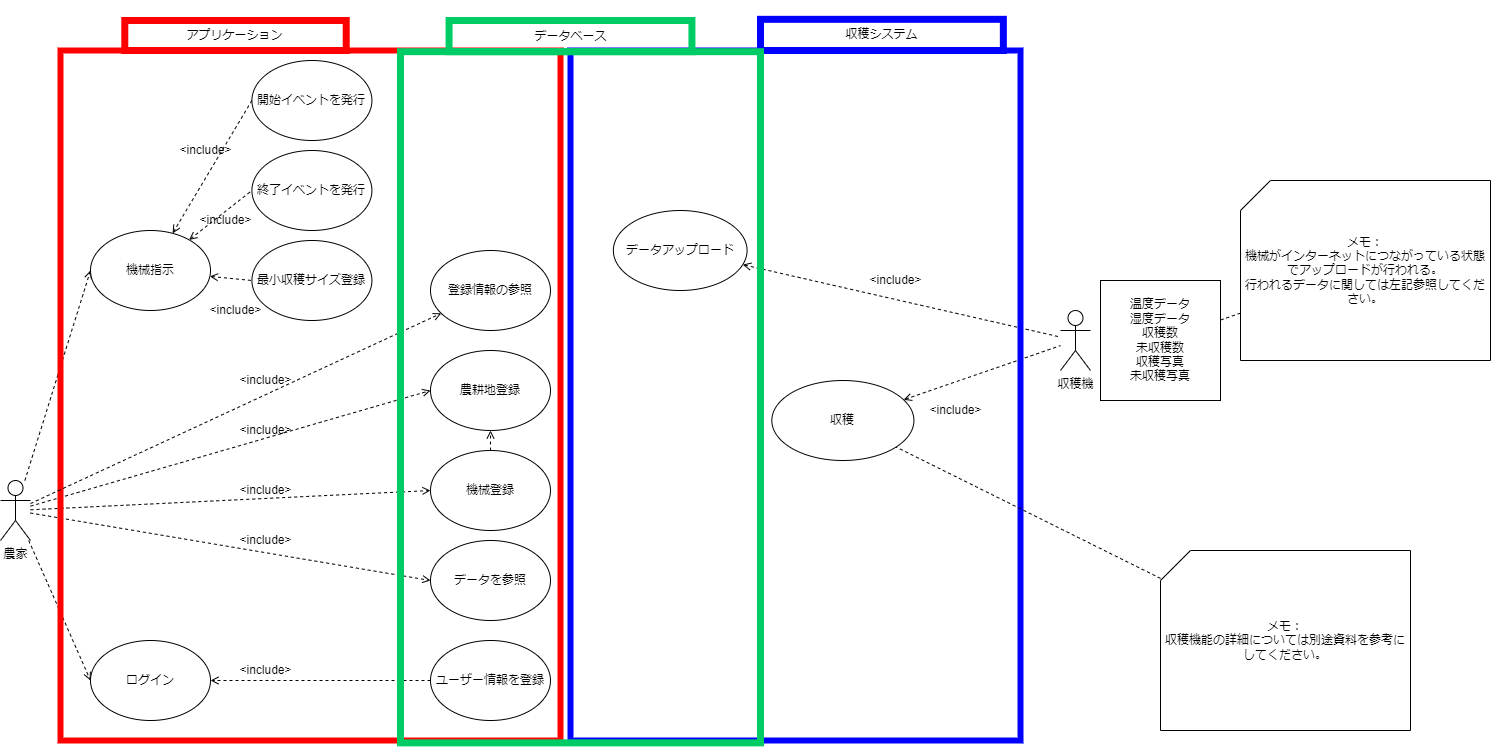 アプリケーション
データベース
収穫システム
開始イベントを発行
<include>
終了イベントを発行
<include>
機械指示
最小収穫サイズ登録
<include>
登録情報の参照
<include>
農耕地登録
<include>
機械登録
<include>
データを参照
<include>
農家
ログイン
<include>
ユーザー情報を登録
データアップロード
<include>
収穫
<include>
収穫機
温度データ
湿度データ
収穫数
未収穫数
収穫写真
未収穫写真
メモ：
機械がインターネットにつながっている状態
でアップロードが行われる。
行われるデータに関しては左記参照してくだ
さい。
メモ：
収穫機能の詳細については別途資料を参考に
してください。